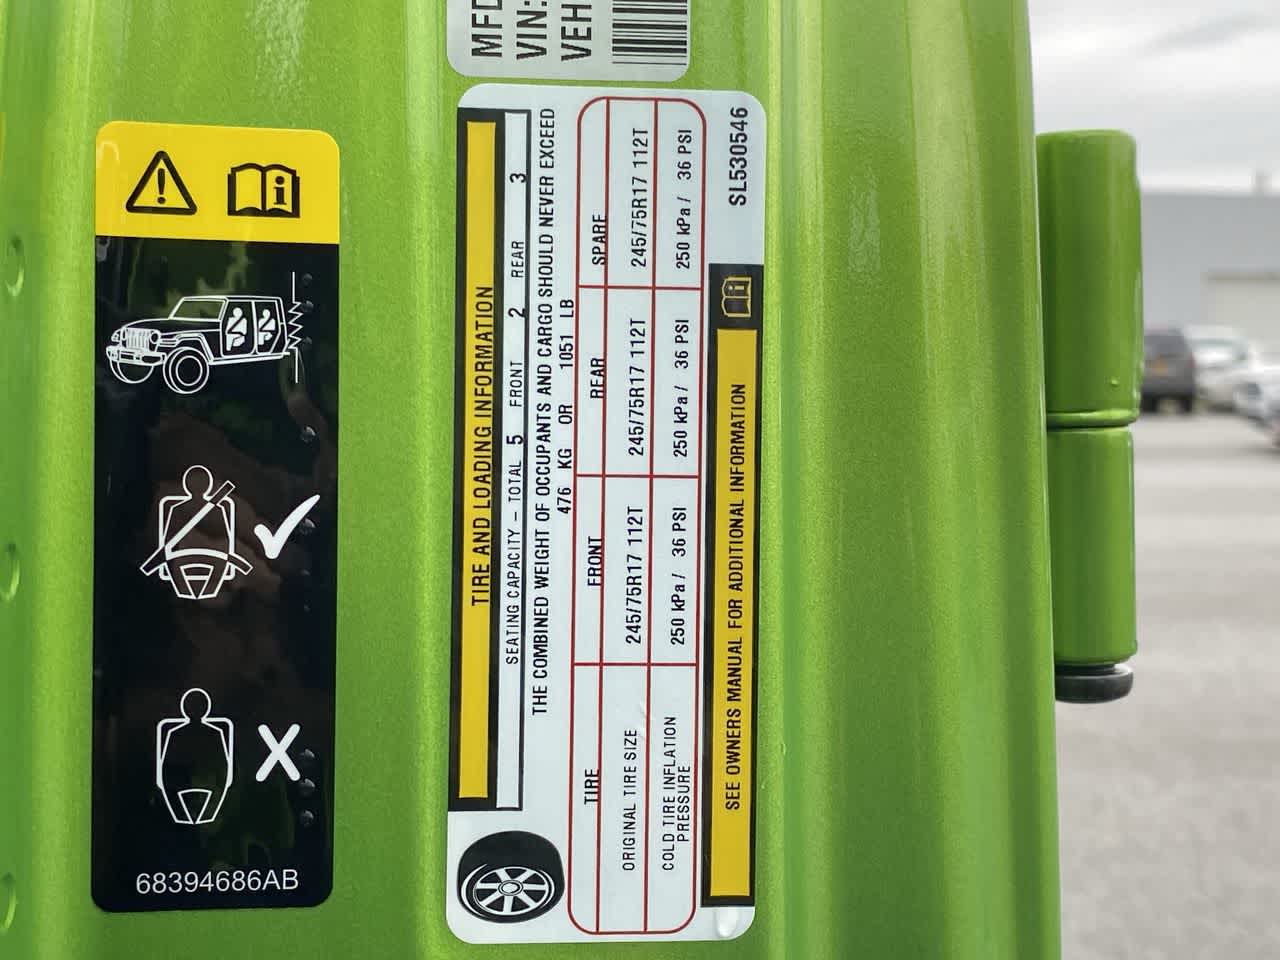 MFD
VIN:
VEH
TIRE AND LOADING INFORMATION
SEATING CAPACITY – TOTAL 5 FRONT 2 REAR 3
THE COMBINED WEIGHT OF OCCUPANTS AND CARGO SHOULD NEVER EXCEED
476 KG OR 1051 LB
TIRE FRONT REAR SPARE
ORIGINAL TIRE SIZE 245/75R17 112T 245/75R17 112T 245/75R17 112T
COLD TIRE INFLATION PRESSURE 250 kPa / 36 PSI 250 kPa / 36 PSI 250 kPa / 36 PSI
SEE OWNERS MANUAL FOR ADDITIONAL INFORMATION
SL530546
68394686AB